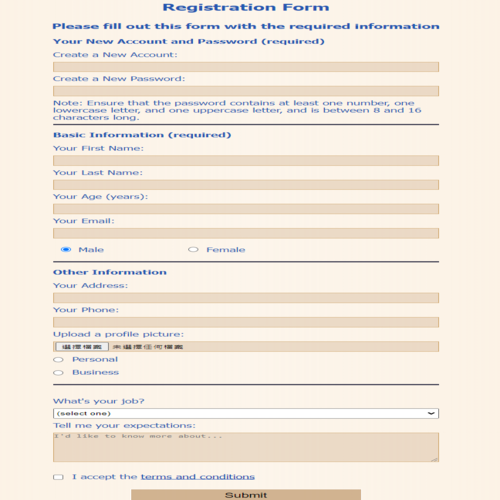 Registration Form
Please fill out this form with the required information
Your New Account and Password (required)
Create a New Account:
Create a New Password:
Note: Ensure that the password contains at least one number, one
lowercase letter, and one uppercase letter, and is between 8 and 16
characters long.
Basic Information (required)
Your First Name:
Your Last Name:
Your Age (years):
Your Email:
Male Female
Other Information
Your Address:
Your Phone:
Upload a profile picture:
選擇檔案 未選擇任何檔案
Personal
Business
What's your job?
(select one)
Tell me your expectations:
I'd like to know more about...
I accept the terms and conditions
Submit